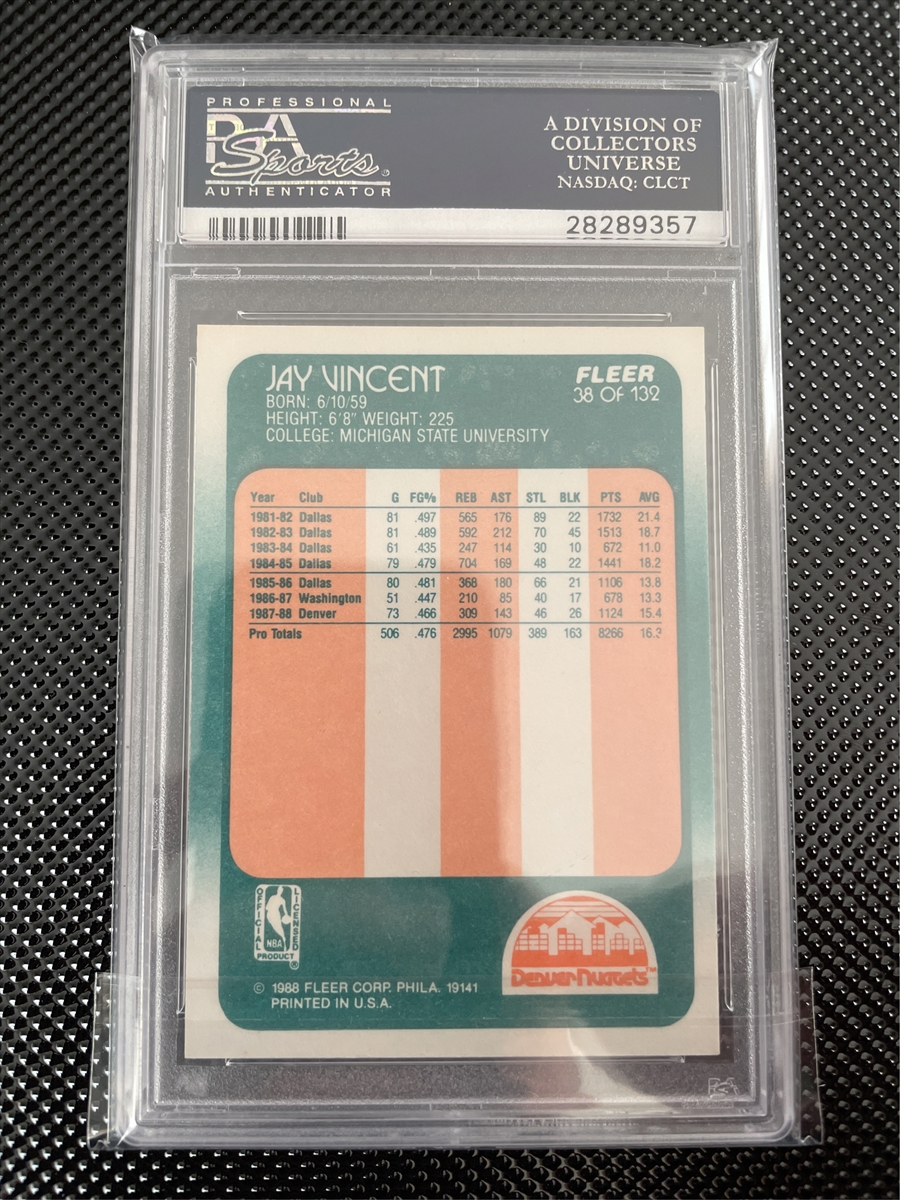 PROFESSIONAL
PSA
Sports®
AUTHENTICATOR
A DIVISION OF
COLLECTORS
UNIVERSE
NASDAQ: CLCT
28289357
JAY VINCENT
BORN: 6/10/59
HEIGHT: 6'8" WEIGHT: 225
COLLEGE: MICHIGAN STATE UNIVERSITY
FLEER
38 OF 132
Year Club G FG% REB AST STL BLK PTS AVG
1981-82 Dallas 81 .497 565 176 89 22 1732 21.4
1982-83 Dallas 81 .489 592 212 70 45 1513 18.7
1983-84 Dallas 61 .435 247 114 30 10 672 11.0
1984-85 Dallas 79 .479 704 169 48 22 1441 18.2
1985-86 Dallas 80 .481 368 180 66 21 1106 13.8
1986-87 Washington 51 .447 210 85 40 17 678 13.3
1987-88 Denver 73 .466 309 143 46 26 1124 15.4
Pro Totals 506 .476 2995 1079 389 163 8266 16.3
OFFICIAL
LICENSED
NBA
PRODUCT®
DENVER NUGGETS™
© 1988 FLEER CORP. PHILA. 19141
PRINTED IN U.S.A.
PSA